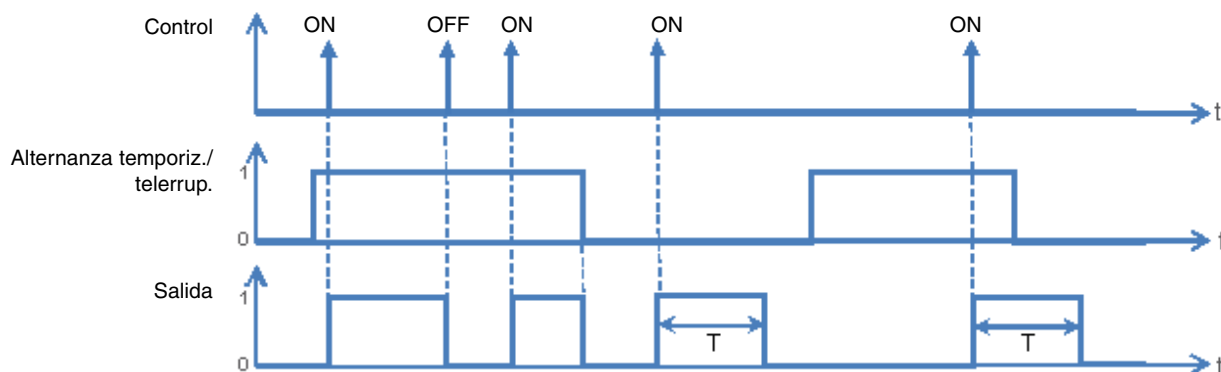 Control
ON
OFF
ON
ON
ON
t
Alternanza temporiz./
telerrup.
1
0
t
Salida
1
0
T
T
t